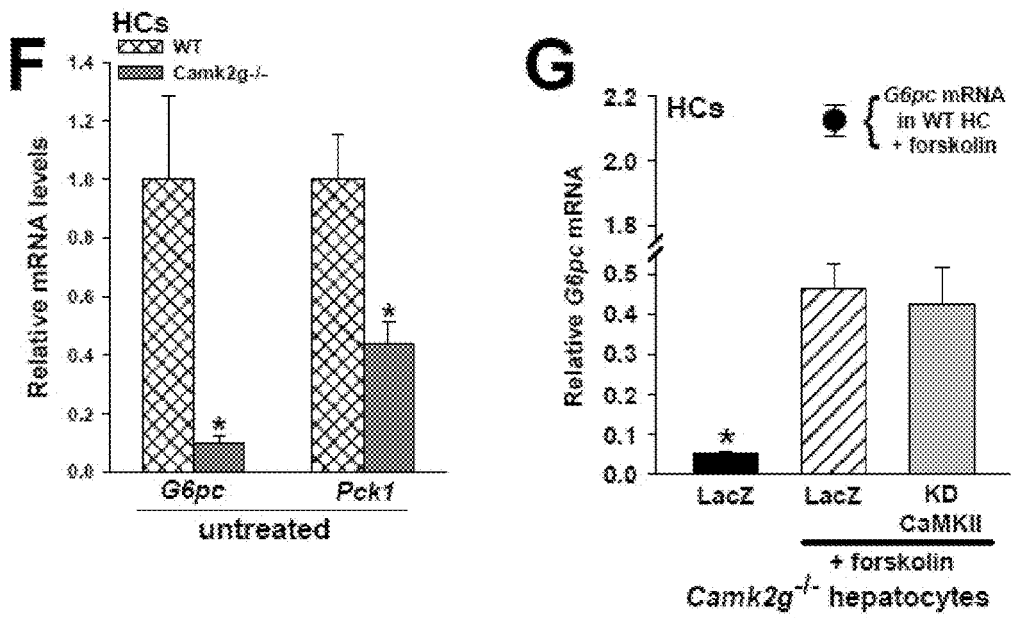 F
HCs
WT
Camk2g-/-
Relative mRNA levels
1.4
1.2
1.0
0.8
0.6
0.4
0.2
0.0
*
*
G6pc
Pck1
untreated
G
HCs
G6pc mRNA
in WT HC
+ forskolin
Relative G6pc mRNA
2.2
2.0
1.8
0.5
0.4
0.3
0.2
0.1
0.0
*
LacZ
LacZ
KD
CaMKII
+ forskolin
Camk2g-/- hepatocytes